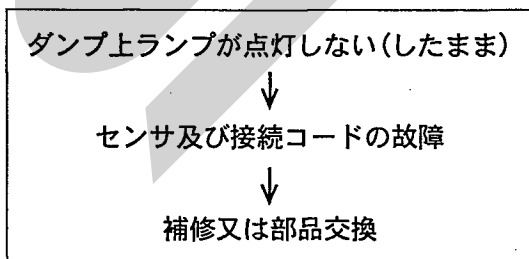 ダンプ上ランプが点灯しない(したまま)
↓
センサ及び接続コードの故障
↓
補修又は部品交換